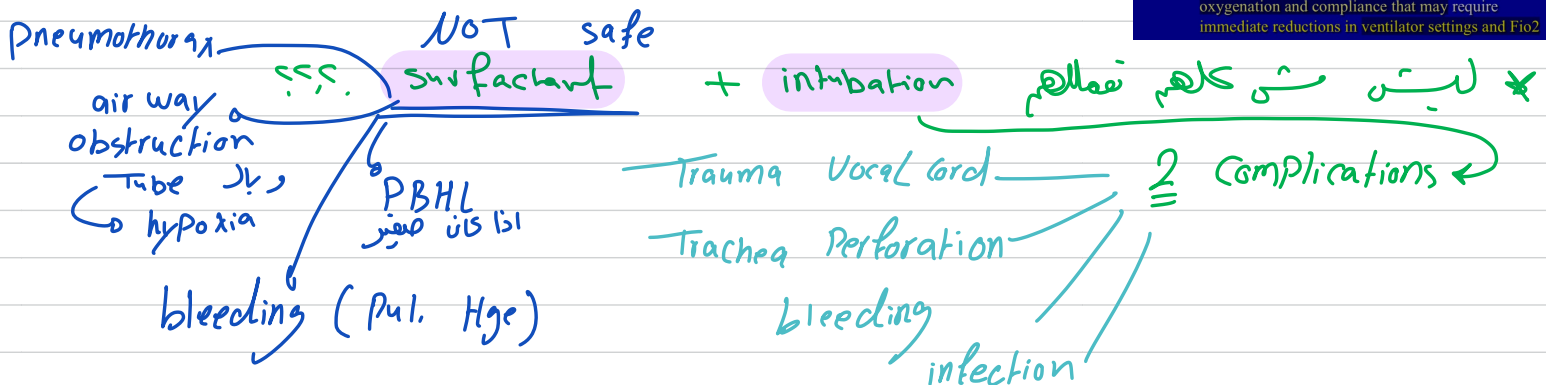 oxygenation and compliance that may require
immediate reductions in ventilator settings and Fio2
* ليش مش كلهم نعملهم intubation + surfactant ؟؟؟
NOT safe
pneumothorax
air way
obstruction
Tube
hypoxia
PBHL
اذا كان صغير
bleeding (Pul. Hge)
2 Complications
Trauma Vocal Cord
Trachea Perforation
bleeding
infection